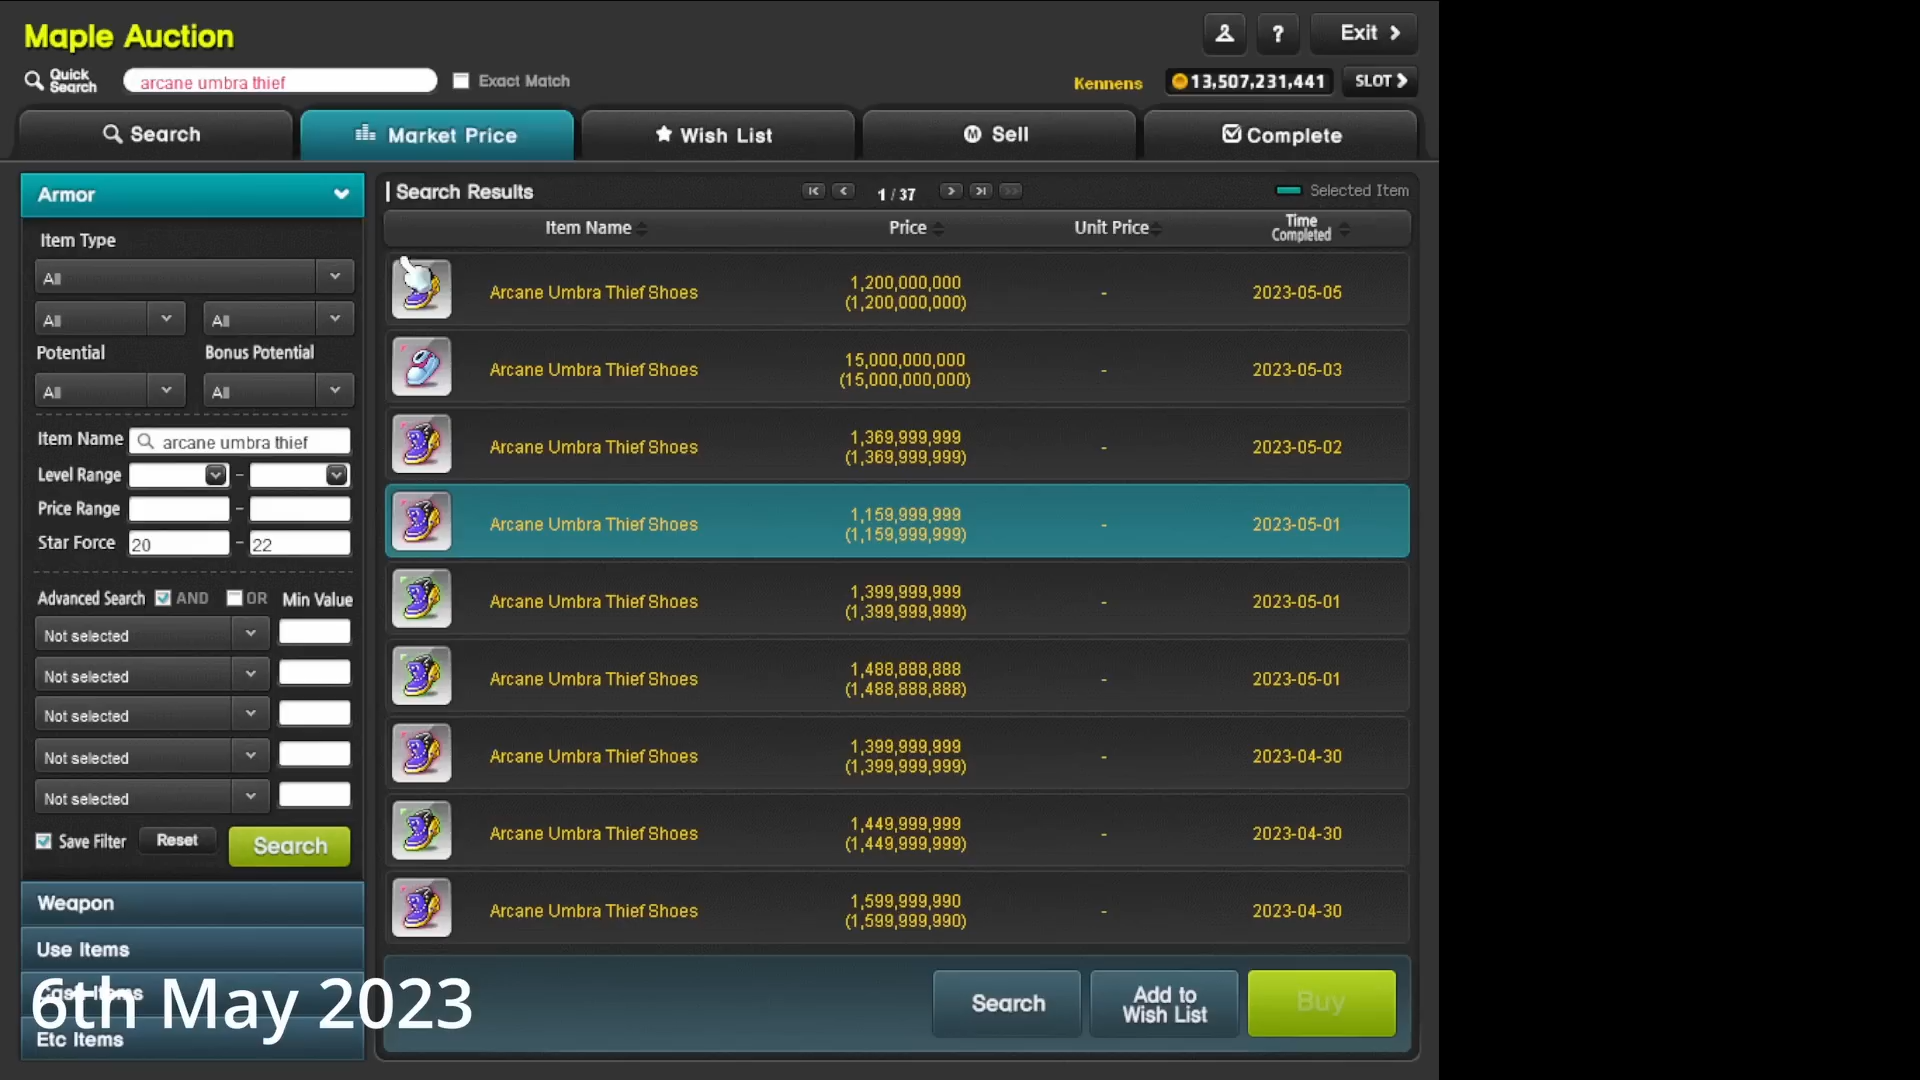 Maple Auction
? Exit
Quick Search
arcane umbra thief
Exact Match
Kennens
13,507,231,441
SLOT
Search
Market Price
Wish List
Sell
Complete
Armor
Item Type
All
All All
Potential Bonus Potential
All All
Item Name arcane umbra thief
Level Range -
Price Range -
Star Force 20 - 22
Advanced Search AND OR Min Value
Not selected
Not selected
Not selected
Not selected
Not selected
Save Filter Reset Search
Weapon
Use Items
Cash Items
Etc Items
6th May 2023
Search Results
1 / 37
Selected Item
Item Name Price Unit Price Time Completed
Arcane Umbra Thief Shoes 1,200,000,000 (1,200,000,000) - 2023-05-05
Arcane Umbra Thief Shoes 15,000,000,000 (15,000,000,000) - 2023-05-03
Arcane Umbra Thief Shoes 1,369,999,999 (1,369,999,999) - 2023-05-02
Arcane Umbra Thief Shoes 1,159,999,999 (1,159,999,999) - 2023-05-01
Arcane Umbra Thief Shoes 1,399,999,999 (1,399,999,999) - 2023-05-01
Arcane Umbra Thief Shoes 1,488,888,888 (1,488,888,888) - 2023-05-01
Arcane Umbra Thief Shoes 1,399,999,999 (1,399,999,999) - 2023-04-30
Arcane Umbra Thief Shoes 1,449,999,999 (1,449,999,999) - 2023-04-30
Arcane Umbra Thief Shoes 1,599,999,990 (1,599,999,990) - 2023-04-30
Search
Add to Wish List
Buy